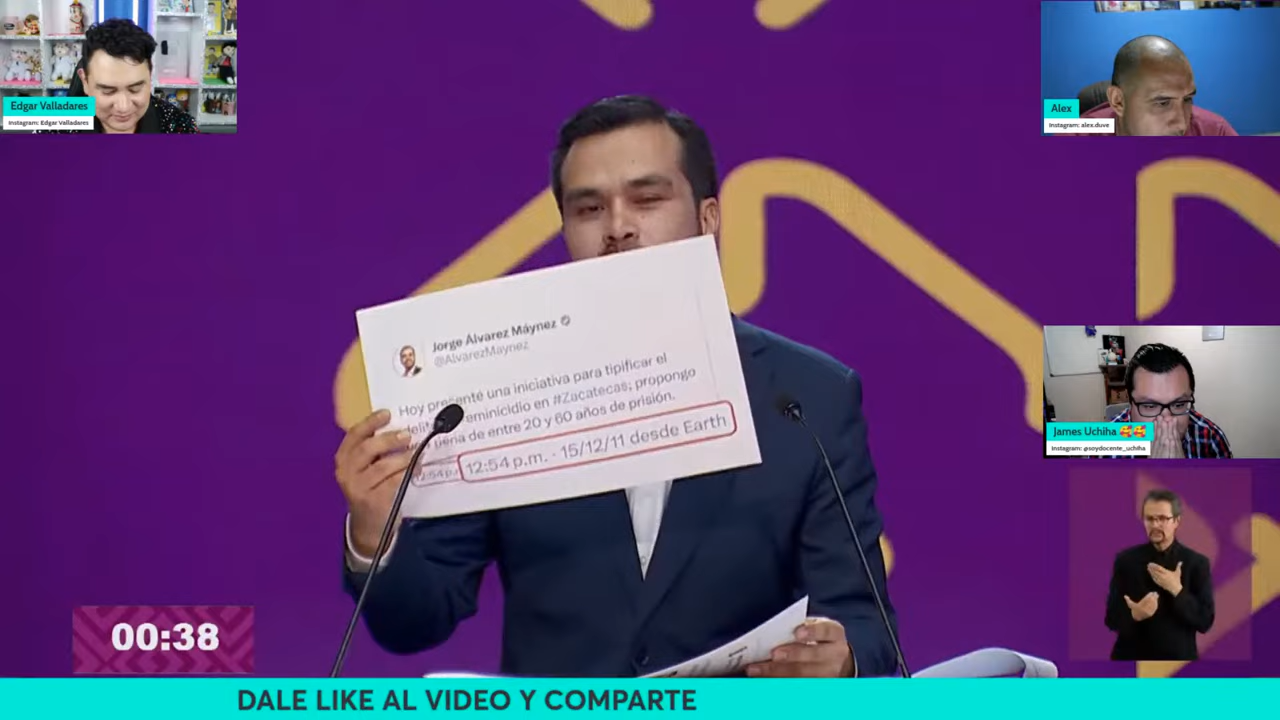 Edgar Valladares
Instagram: Edgar Valladares
Alex
Instagram: alex.duve
Jorge Álvarez Máynez
@AlvarezMaynez
Hoy presenté una iniciativa para tipificar el
feminicidio en #Zacatecas; propongo
pena de entre 20 y 60 años de prisión.
12:54 p.m. · 15/12/11 desde Earth
James Uchiha 🥰🥰
Instagram: @soydocente_uchiha
00:38
DALE LIKE AL VIDEO Y COMPARTE